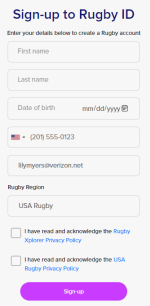 Sign-up to Rugby ID
Enter your details below to create a Rugby account
First name
Last name
Date of birth mm/dd/yyyy
(201) 555-0123
lilymyers@verizon.net
Rugby Region
USA Rugby
I have read and acknowledge the Rugby
Xplorer Privacy Policy
I have read and acknowledge the USA
Rugby Privacy Policy
Sign-up